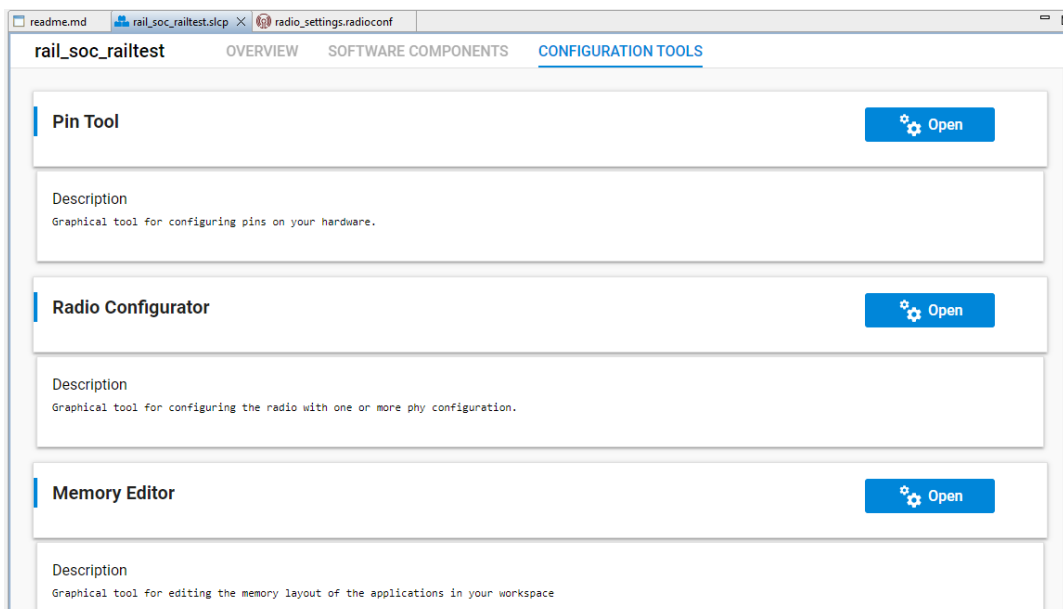 readme.md rail_soc_railtest.slcp radio_settings.radioconf
rail_soc_railtest OVERVIEW SOFTWARE COMPONENTS CONFIGURATION TOOLS
Pin Tool Open
Description
Graphical tool for configuring pins on your hardware.
Radio Configurator Open
Description
Graphical tool for configuring the radio with one or more phy configuration.
Memory Editor Open
Description
Graphical tool for editing the memory layout of the applications in your workspace